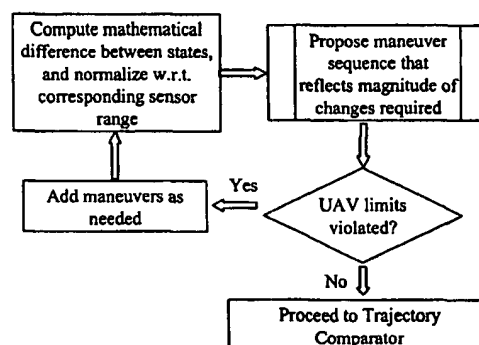 Compute mathematical
difference between states,
and normalize w.r.t.
corresponding sensor
range
Propose maneuver
sequence that
reflects magnitude of
changes required
Add maneuvers as
needed
Yes
UAV limits
violated?
No
Proceed to Trajectory
Comparator